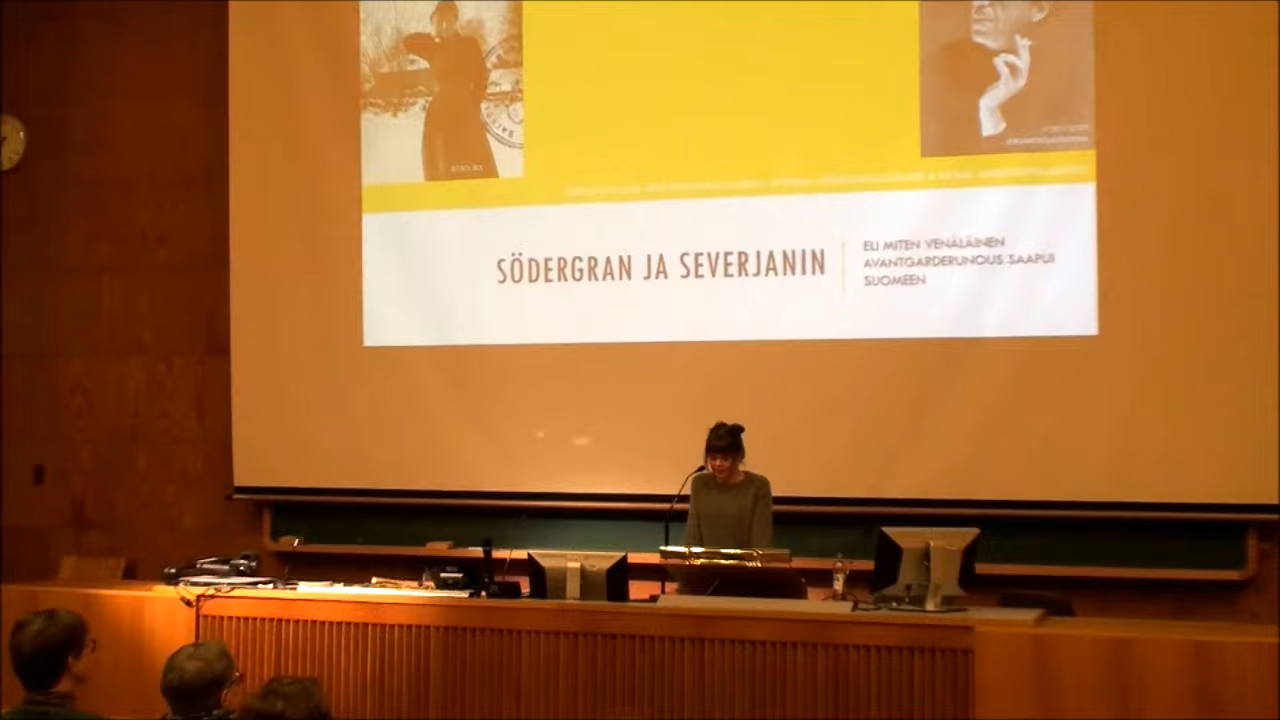 SÖDERGRAN JA SEVERJANIN
ELI MITEN VENÄLÄINEN
AVANTGARDERUNOUS SAAPUI
SUOMEEN